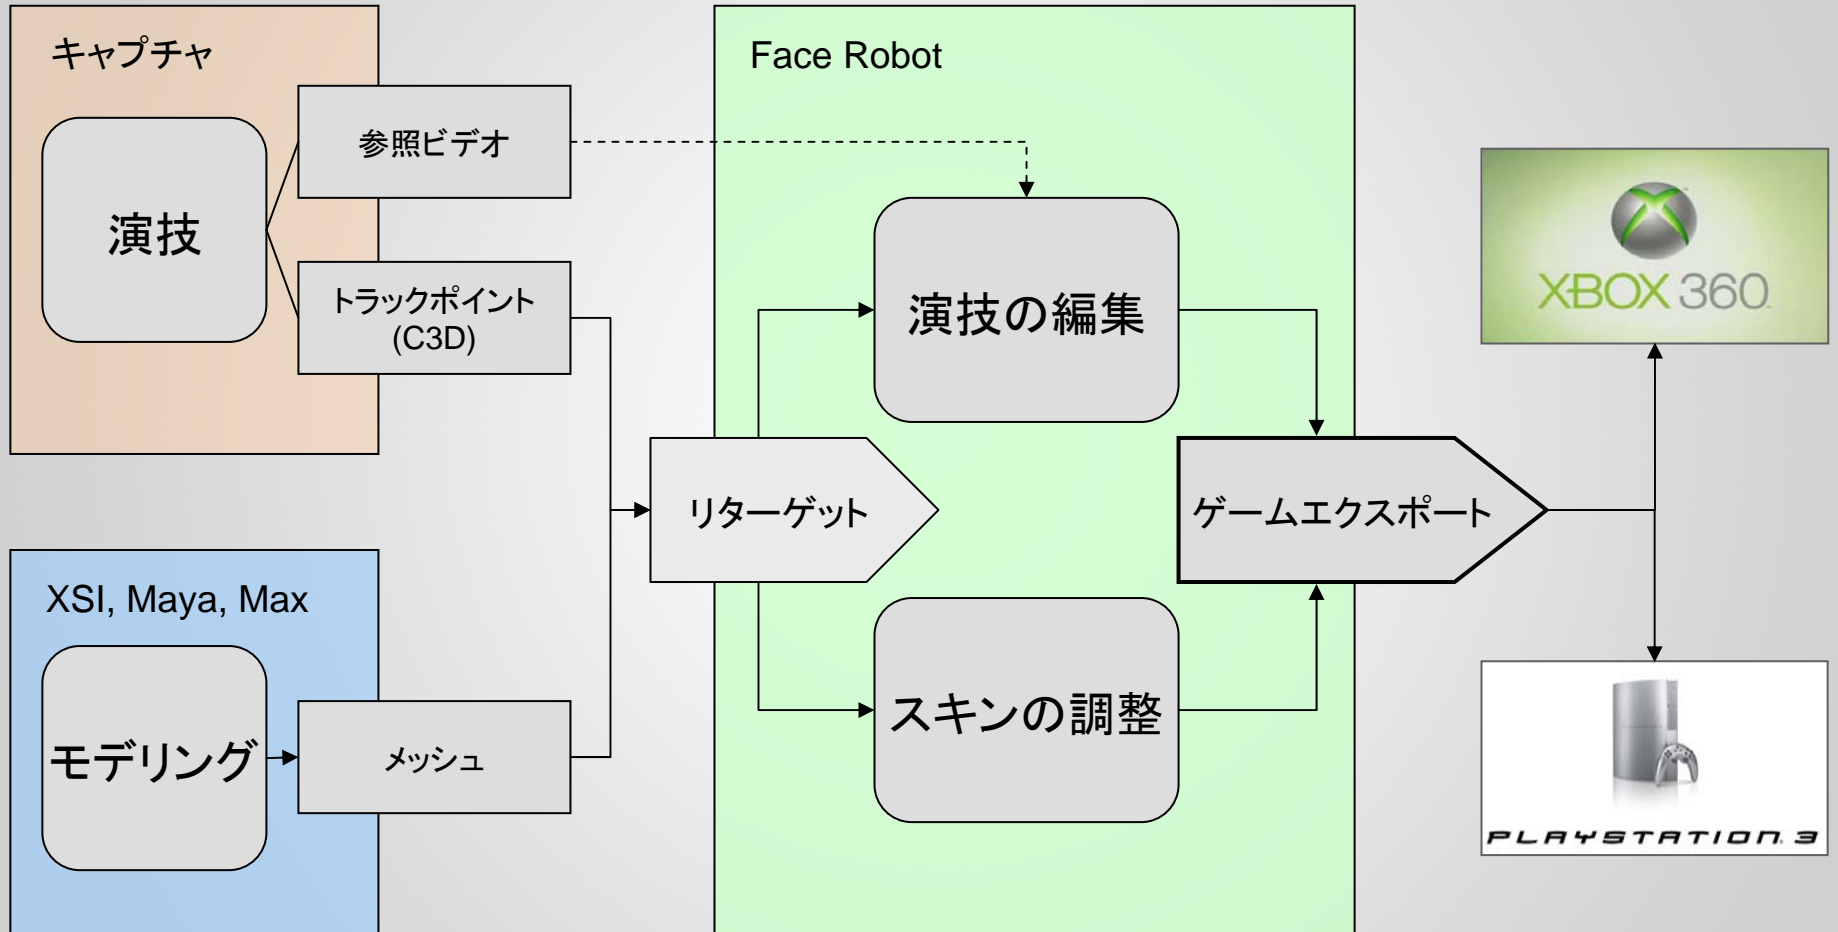 キャプチャ
演技
参照ビデオ
トラックポイント
(C3D)
XSI, Maya, Max
モデリング
メッシュ
Face Robot
リターゲット
演技の編集
スキンの調整
ゲームエクスポート
XBOX 360
PLAYSTATION 3